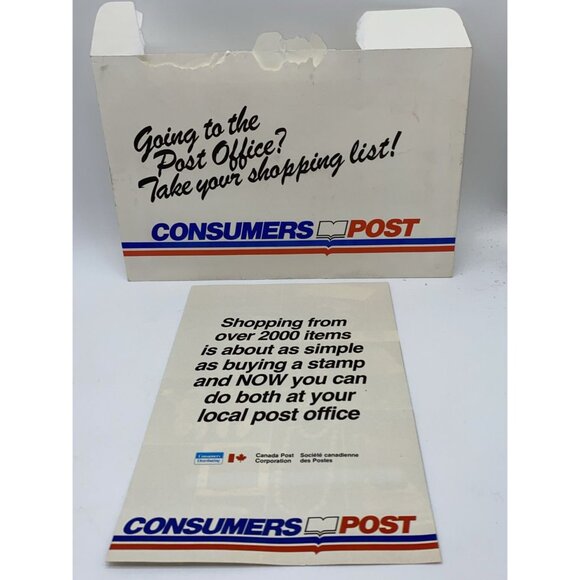 Going to the
Post Office?
Take your shopping list!
CONSUMERS POST
Shopping from
over 2000 items
is about as simple
as buying a stamp
and NOW you can
do both at your
local post office
Consumers
Distributing
Canada Post
Corporation
Société canadienne
des Postes
CONSUMERS POST